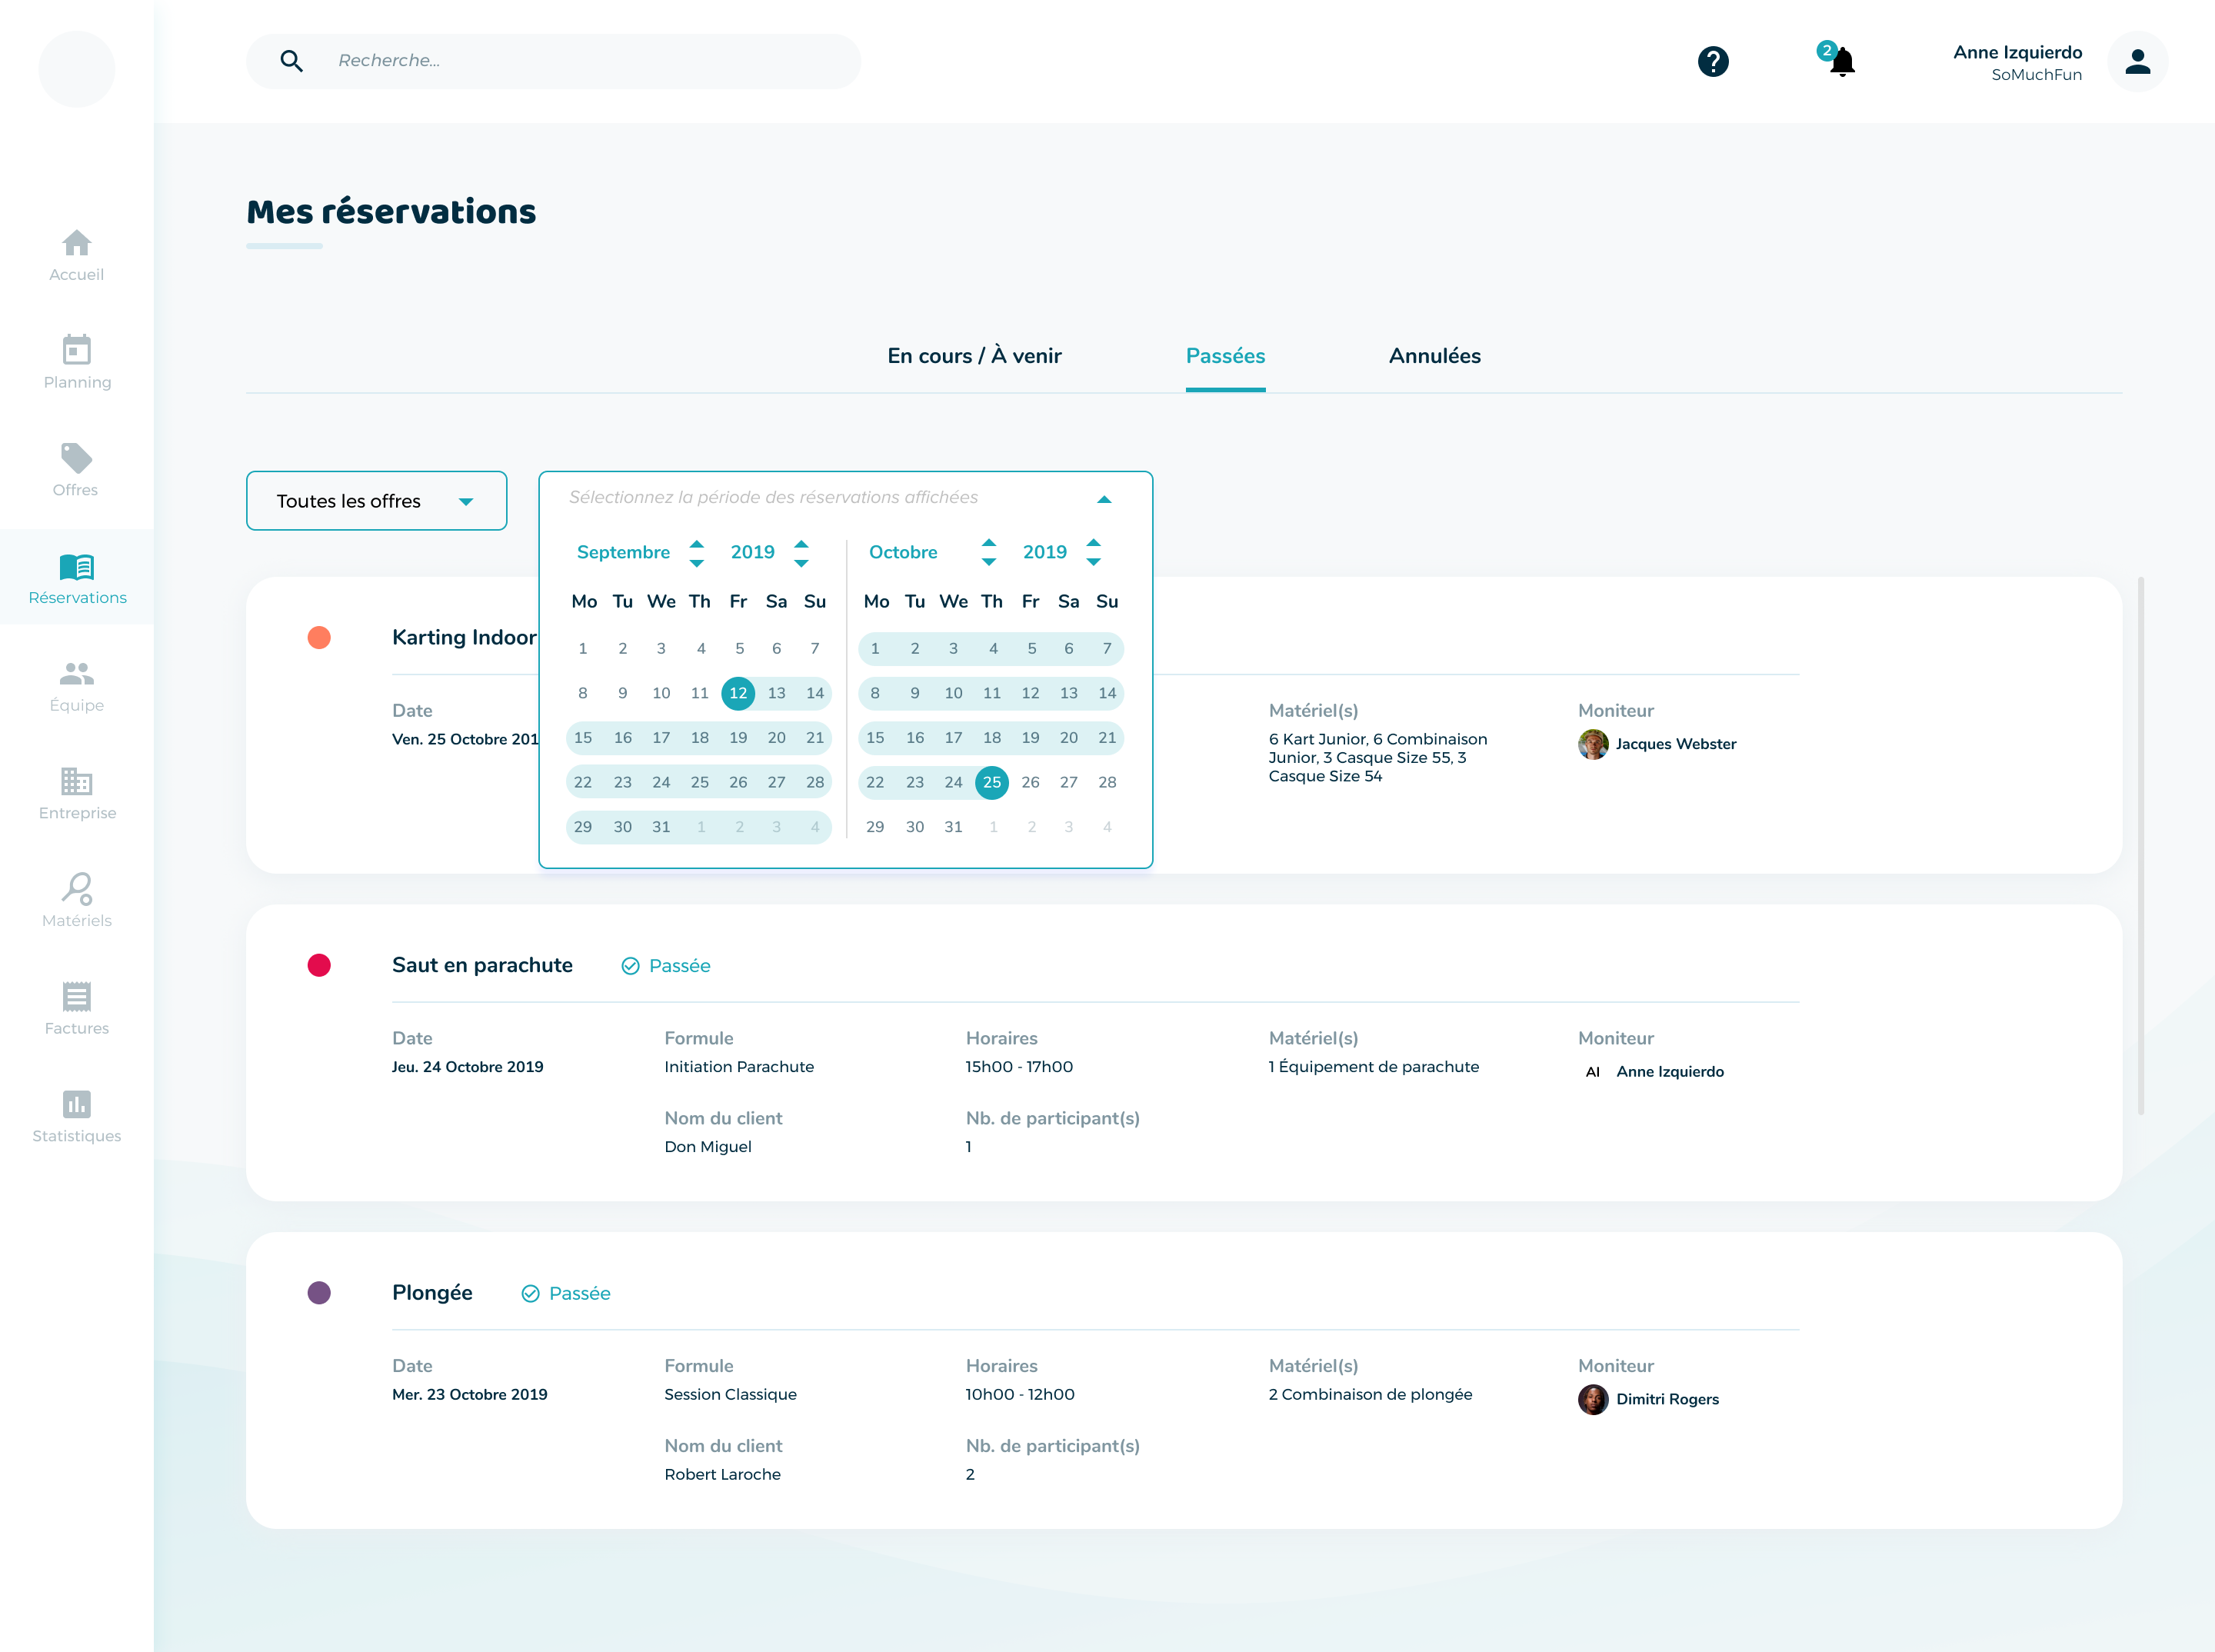 Recherche...
2
Anne Izquierdo
SoMuchFun
Accueil
Planning
Offres
Réservations
Équipe
Entreprise
Matériels
Factures
Statistiques
Mes réservations
En cours / À venir
Passées
Annulées
Toutes les offres
Sélectionnez la période des réservations affichées
Septembre 2019
Mo Tu We Th Fr Sa Su
1 2 3 4 5 6 7
8 9 10 11 12 13 14
15 16 17 18 19 20 21
22 23 24 25 26 27 28
29 30 31 1 2 3 4
Octobre 2019
Mo Tu We Th Fr Sa Su
1 2 3 4 5 6 7
8 9 10 11 12 13 14
15 16 17 18 19 20 21
22 23 24 25 26 27 28
29 30 31 1 2 3 4
Karting Indoor
Date
Ven. 25 Octobre 201
Matériel(s)
6 Kart Junior, 6 Combinaison
Junior, 3 Casque Size 55, 3
Casque Size 54
Moniteur
Jacques Webster
Saut en parachute
Passée
Date
Jeu. 24 Octobre 2019
Formule
Initiation Parachute
Horaires
15h00 - 17h00
Matériel(s)
1 Équipement de parachute
Moniteur
AI Anne Izquierdo
Nom du client
Don Miguel
Nb. de participant(s)
1
Plongée
Passée
Date
Mer. 23 Octobre 2019
Formule
Session Classique
Horaires
10h00 - 12h00
Matériel(s)
2 Combinaison de plongée
Moniteur
Dimitri Rogers
Nom du client
Robert Laroche
Nb. de participant(s)
2